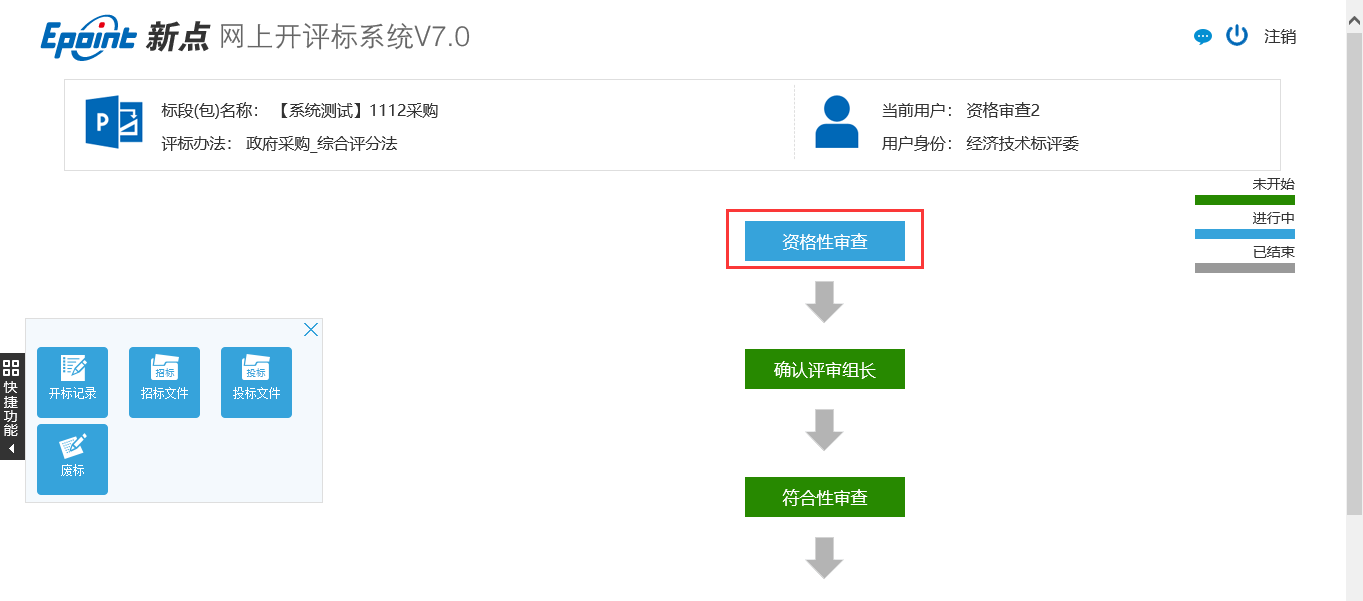 Epoint 新点 网上开评标系统V7.0
注销
标段(包)名称： 【系统测试】1112采购
评标办法： 政府采购_综合评分法
当前用户： 资格审查2
用户身份： 经济技术标评委
未开始
进行中
已结束
资格性审查
确认评审组长
符合性审查
快捷功能
开标记录
招标
招标文件
投标
投标文件
废标
P